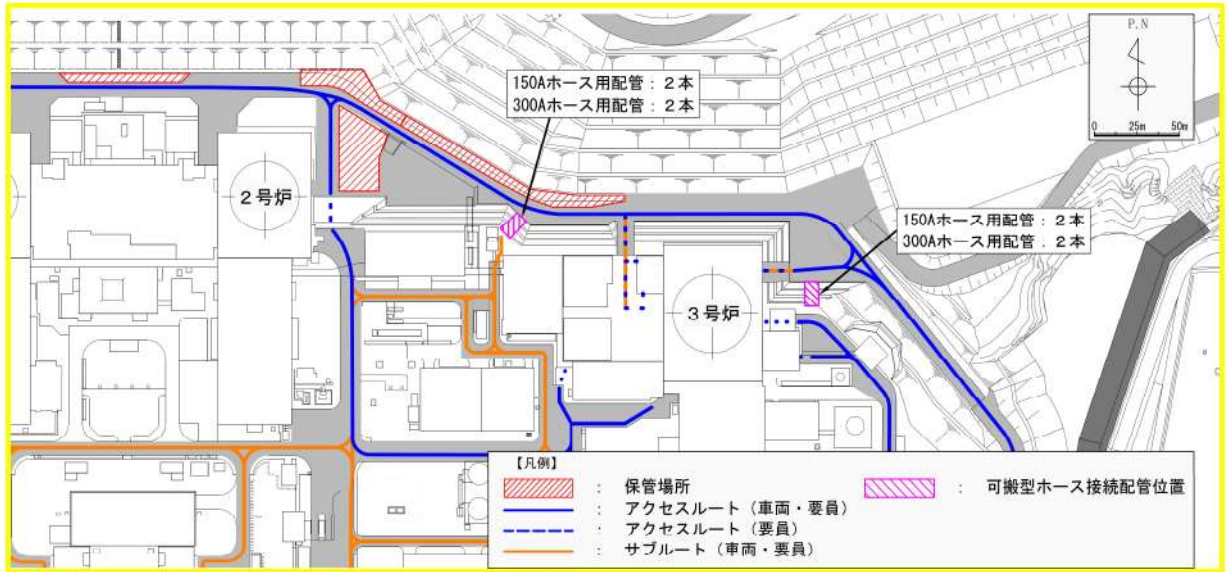 P.N
0 25m 50m
150Aホース用配管：２本
300Aホース用配管：２本
２号炉
150Aホース用配管：２本
300Aホース用配管：２本
３号炉
【凡例】
： 保管場所
： 可搬型ホース接続配管位置
： アクセスルート（車両・要員）
： アクセスルート（要員）
： サブルート（車両・要員）